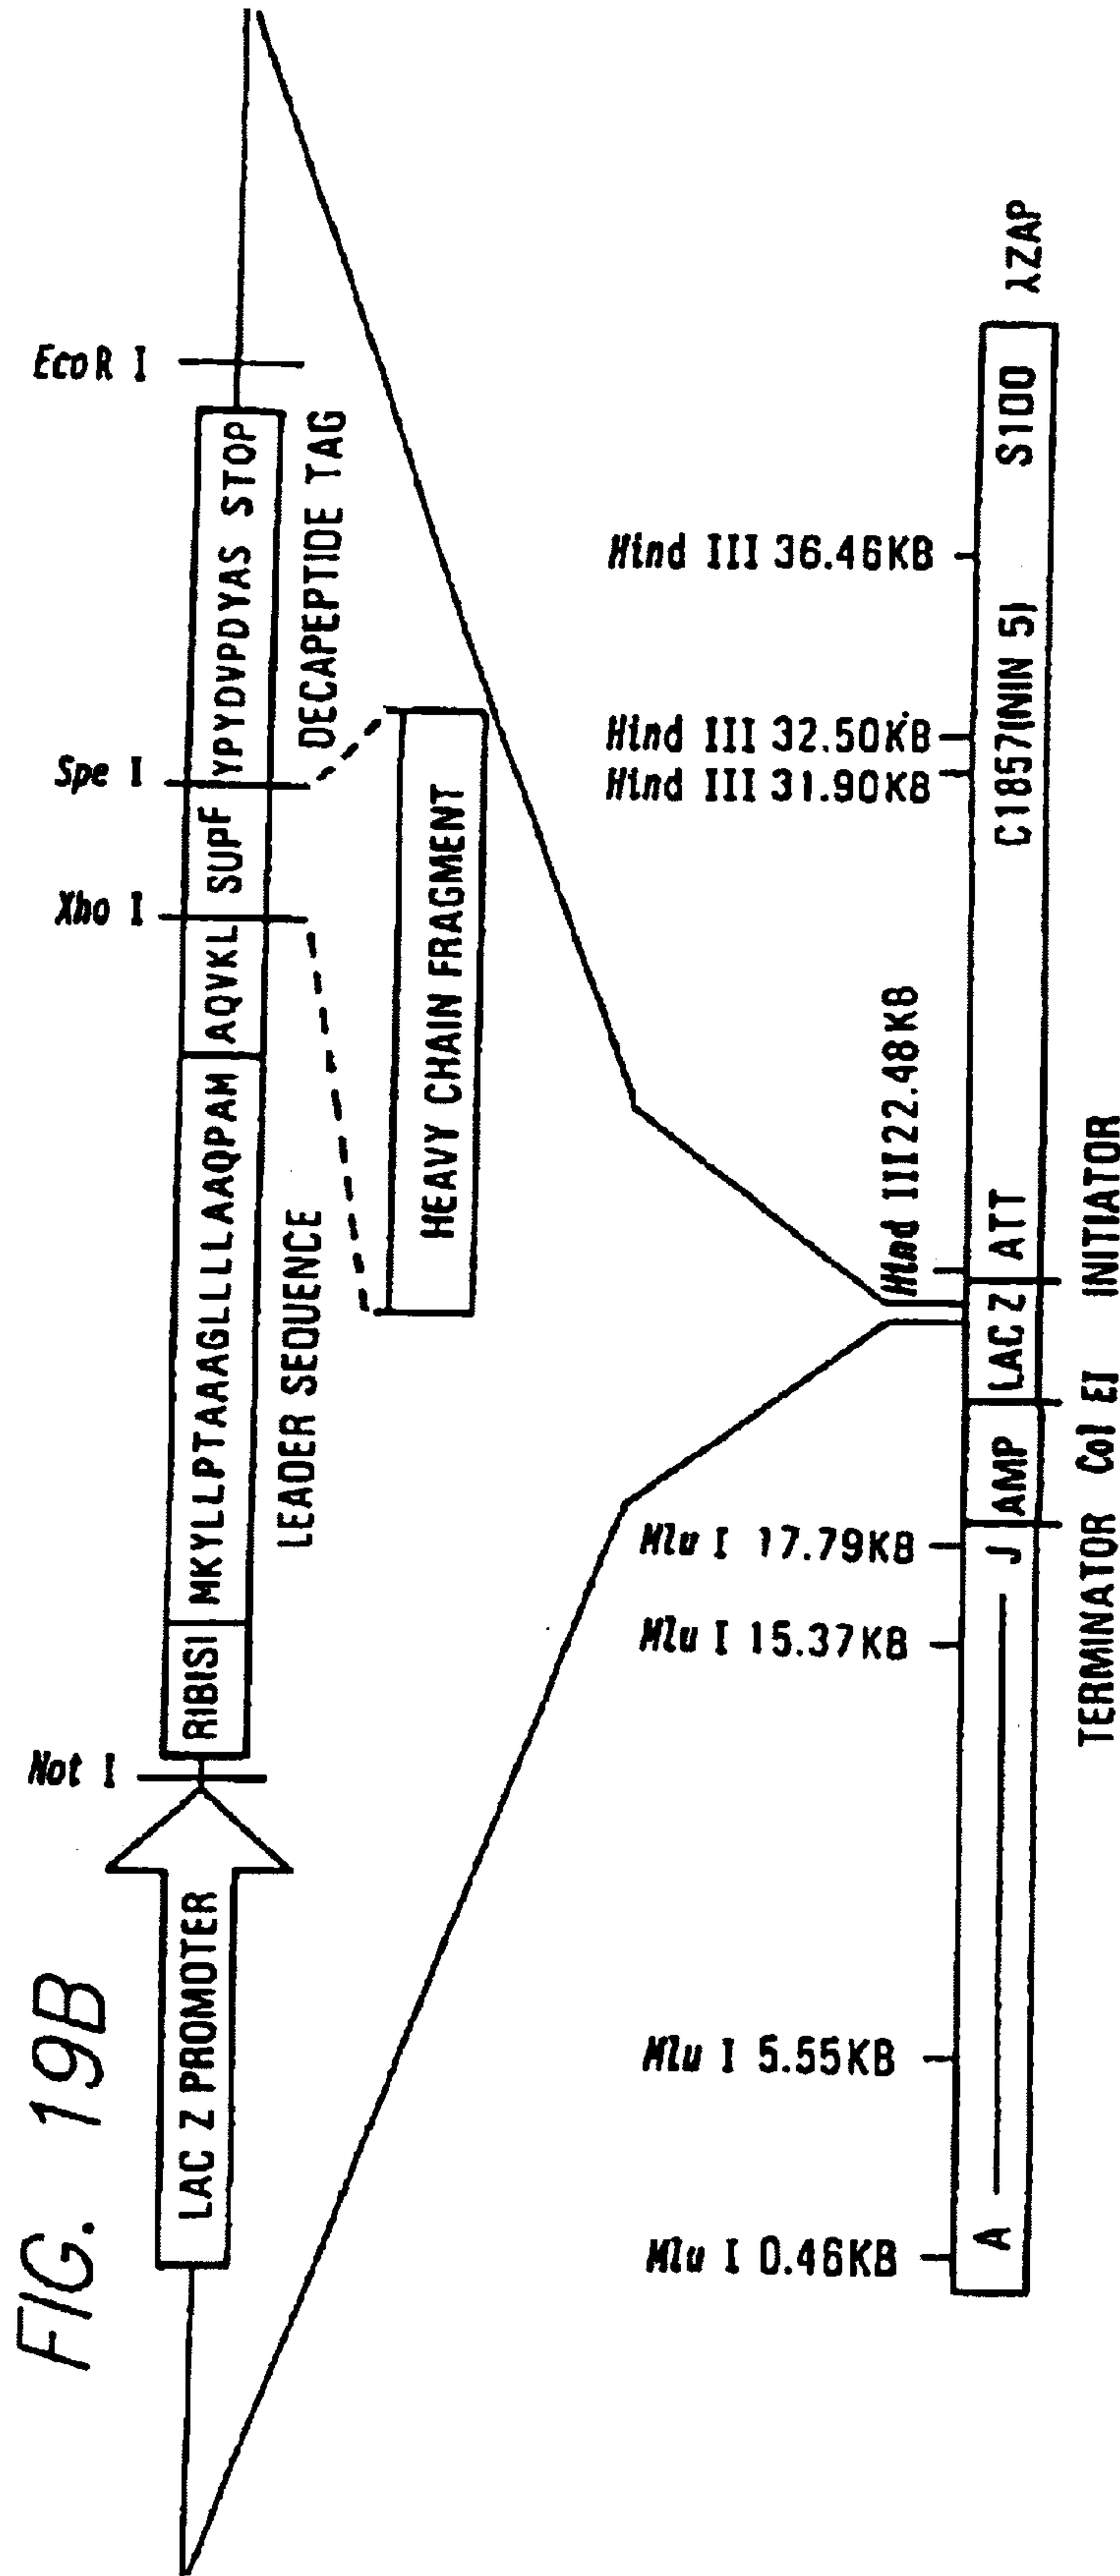 FIG. 19B
Not I
Xho I
Spe I
EcoR I
LAC Z PROMOTER
RIBISI
MKYLLPTAAAGLLLLAAQPAM
AQVKL
SUPF
YPYDVPDYAS STOP
LEADER SEQUENCE
DECAPEPTIDE TAG
HEAVY CHAIN FRAGMENT
Mlu I 0.46KB
Mlu I 5.55KB
Mlu I 15.37KB
Mlu I 17.79KB
Hind III 22.48KB
Hind III 31.90KB
Hind III 32.50KB
Hind III 36.46KB
A
J
AMP
LAC Z
ATT
C1857(NIN 5)
S100
λZAP
TERMINATOR Col EI INITIATOR